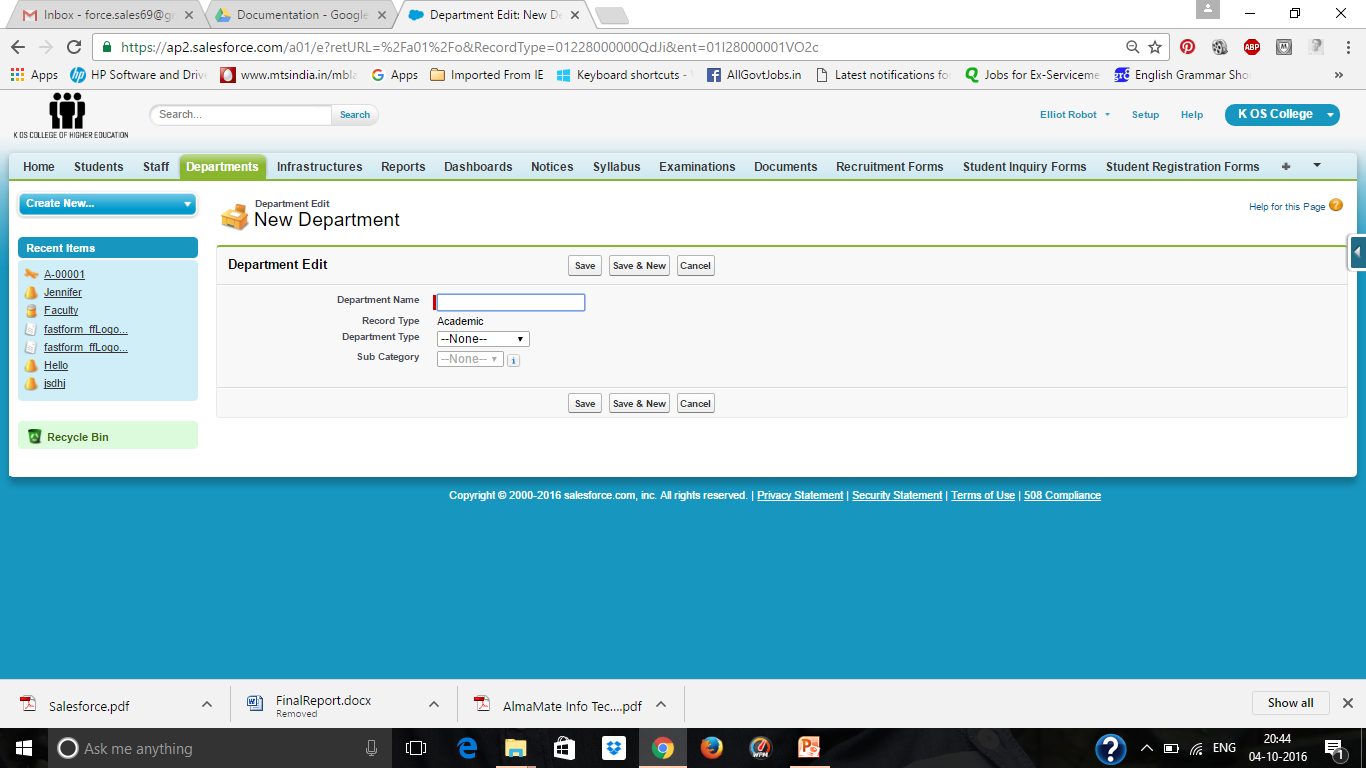 Inbox - force.sales69@g
Documentation - Google
Department Edit: New D
https://ap2.salesforce.com/a01/e?retURL=%2Fa01%2Fo&RecordType=01228000000QdJi&ent=01I28000001VO2c
Apps
HP Software and Driv
www.mtsindia.in/mbla
Apps
Imported From IE
Keyboard shortcuts -
AllGovtJobs.in
Latest notifications fo
Jobs for Ex-Serviceme
English Grammar Sho
K OS COLLEGE OF HIGHER EDUCATION
Search...
Search
Elliot Robot
Setup
Help
K OS College
Home
Students
Staff
Departments
Infrastructures
Reports
Dashboards
Notices
Syllabus
Examinations
Documents
Recruitment Forms
Student Inquiry Forms
Student Registration Forms
Create New...
Recent Items
A-00001
Jennifer
Faculty
fastform_ffLogo...
fastform_ffLogo...
Hello
jsdhj
Recycle Bin
Department Edit
New Department
Help for this Page
Department Edit
Save
Save & New
Cancel
Department Name
Record Type
Academic
Department Type
--None--
Sub Category
--None--
Save
Save & New
Cancel
Copyright © 2000-2016 salesforce.com, inc. All rights reserved. | Privacy Statement | Security Statement | Terms of Use | 508 Compliance
Salesforce.pdf
FinalReport.docx
Removed
AlmaMate Info Tec....pdf
Show all
Ask me anything
ENG
20:44
04-10-2016
1